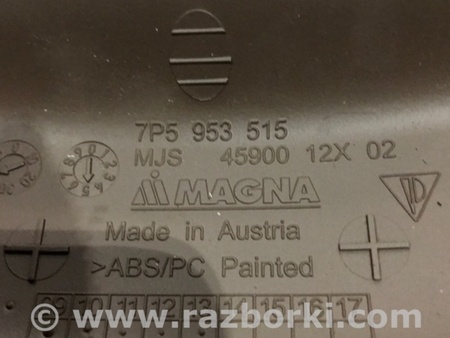 7P5 953 515
MJS 45900 12X 02
MAGNA
Made in Austria
>ABS/PC Painted
9 10 11 12 13 14 15 16 17
© www.razborki.com